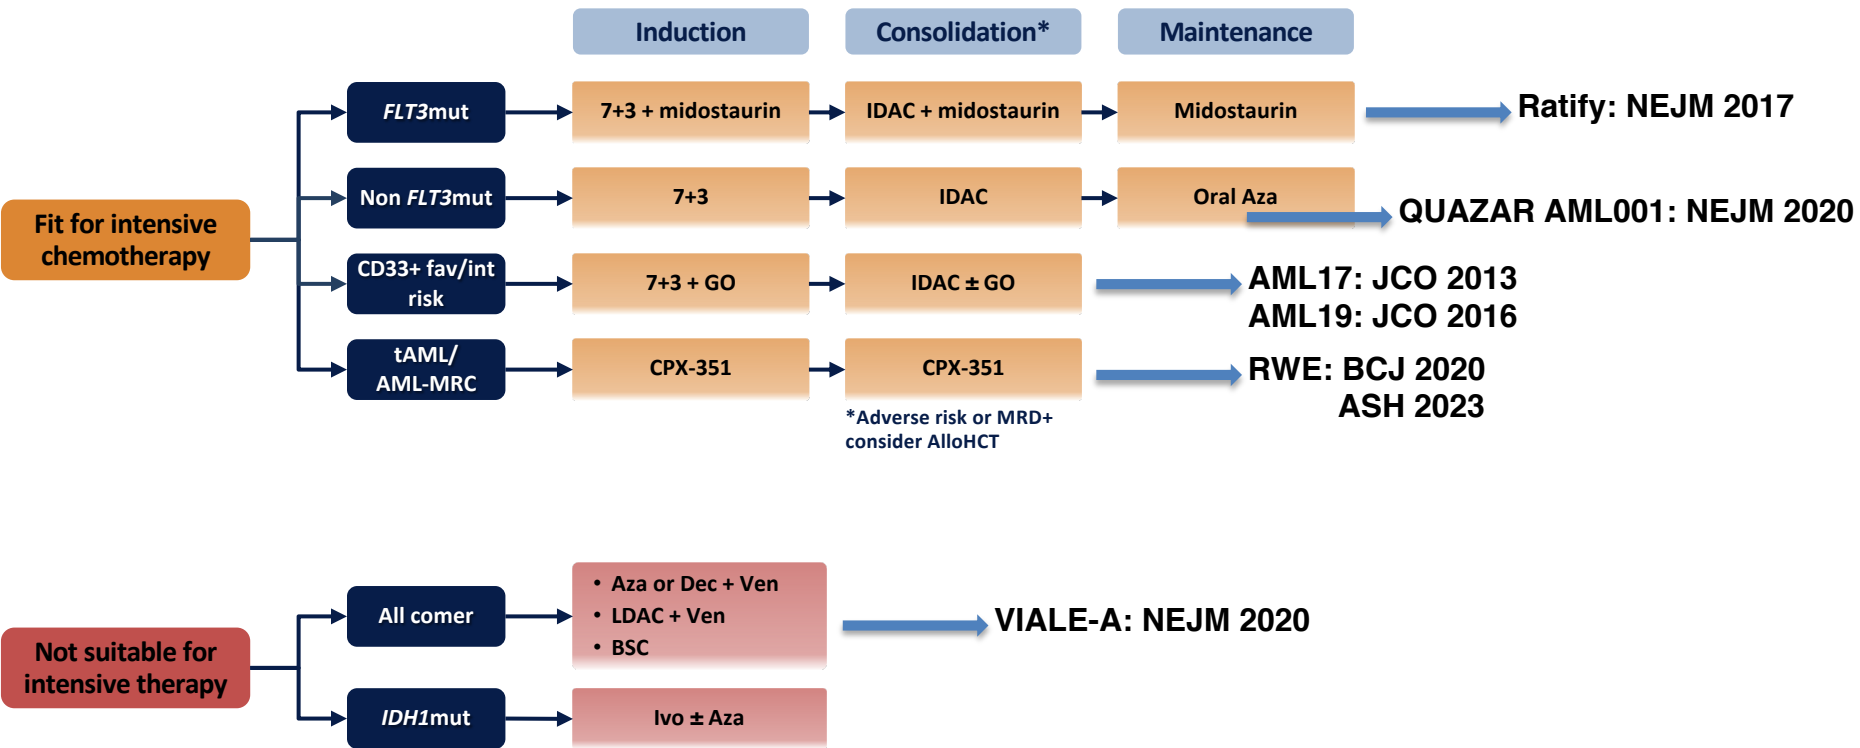 Induction
Consolidation*
Maintenance
FLT3mut
7+3 + midostaurin
IDAC + midostaurin
Midostaurin
Ratify: NEJM 2017
Non FLT3mut
7+3
IDAC
Oral Aza
QUAZAR AML001: NEJM 2020
Fit for intensive
chemotherapy
CD33+ fav/int
risk
7+3 + GO
IDAC ± GO
AML17: JCO 2013
AML19: JCO 2016
tAML/
AML-MRC
CPX-351
CPX-351
RWE: BCJ 2020
ASH 2023
*Adverse risk or MRD+
consider AlloHCT
Not suitable for
intensive therapy
All comer
• Aza or Dec + Ven
• LDAC + Ven
• BSC
VIALE-A: NEJM 2020
IDH1mut
Ivo ± Aza